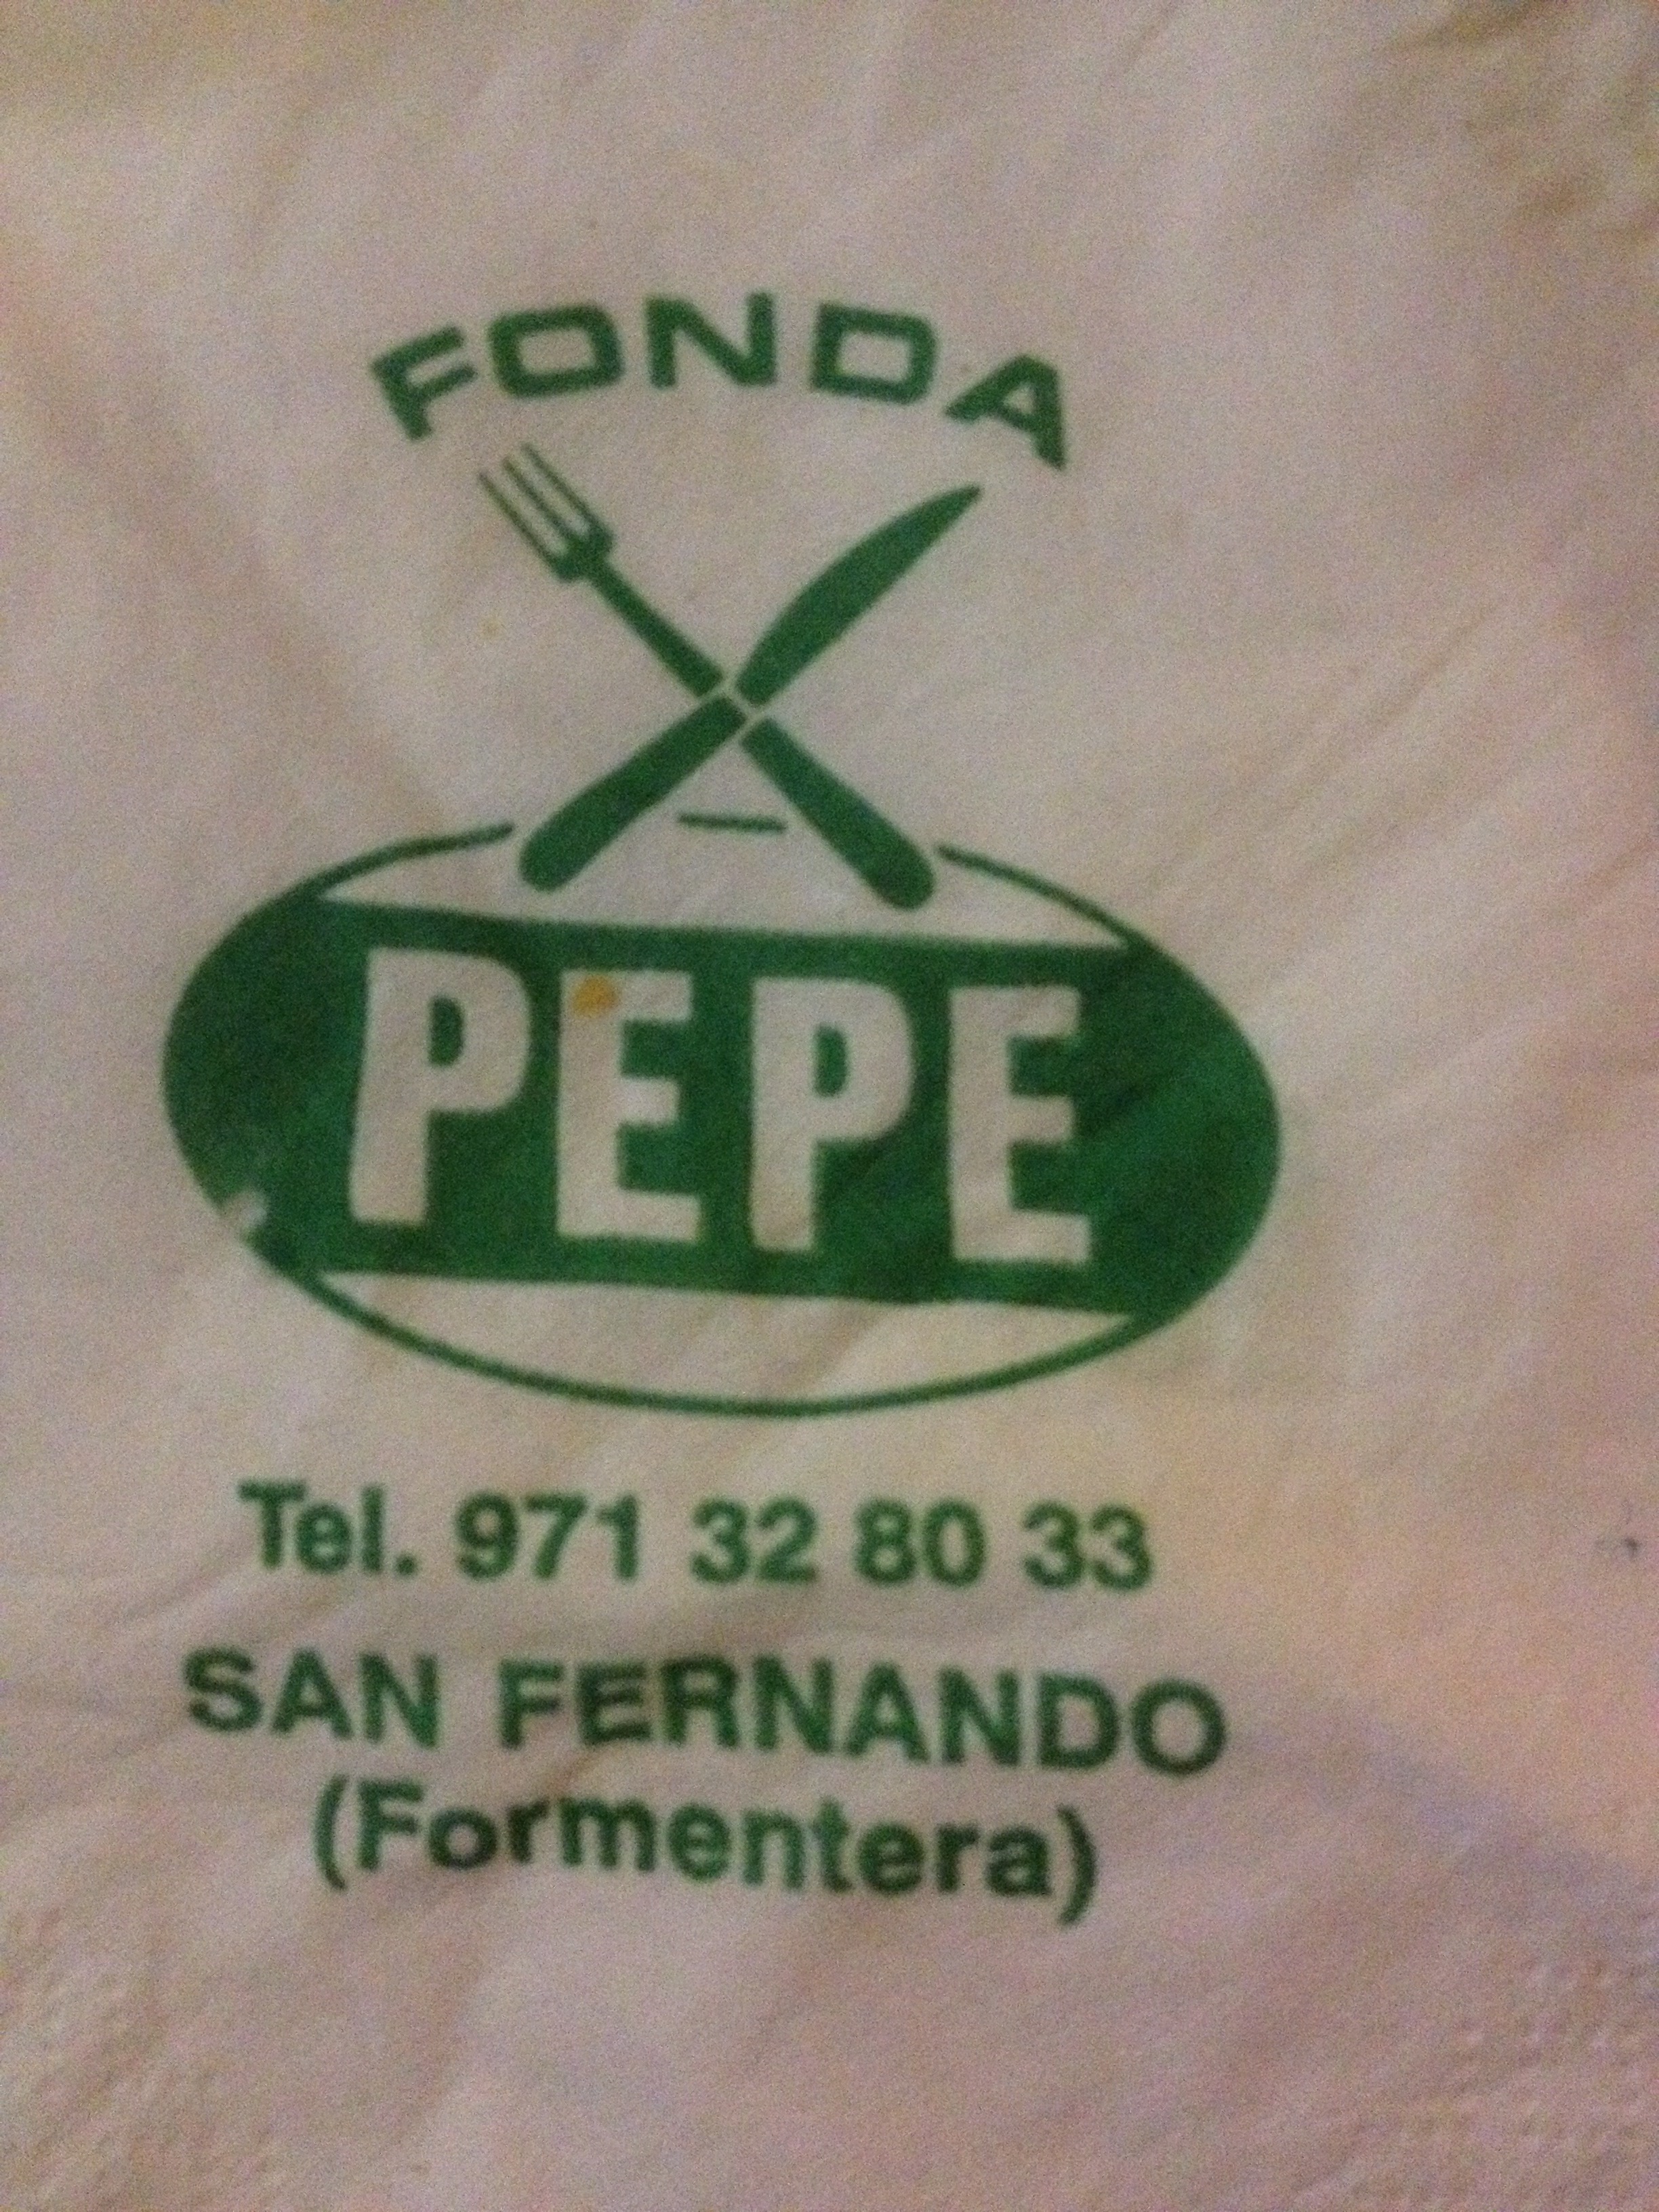 FONDA
PEPE
Tel. 971 32 80 33
SAN FERNANDO
(Formentera)